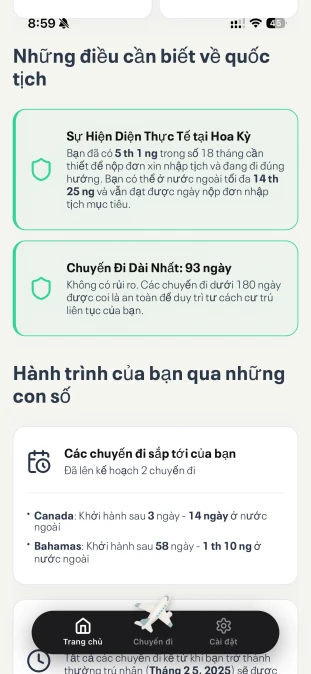 8:59
45
Những điều cần biết về quốc
tịch
Sự Hiện Diện Thực Tế tại Hoa Kỳ
Bạn đã có 5 th 1 ng trong số 18 tháng cần
thiết để nộp đơn xin nhập tịch và đang đi đúng
hướng. Bạn có thể ở nước ngoài tối đa 14 th
25 ng và vẫn đạt được ngày nộp đơn nhập
tịch mục tiêu.
Chuyến Đi Dài Nhất: 93 ngày
Không có rủi ro. Các chuyến đi dưới 180 ngày
được coi là an toàn để duy trì tư cách cư trú
liên tục của bạn.
Hành trình của bạn qua những
con số
Các chuyến đi sắp tới của bạn
Đã lên kế hoạch 2 chuyến đi
• Canada: Khởi hành sau 3 ngày - 14 ngày ở nước
ngoài
• Bahamas: Khởi hành sau 58 ngày - 1 th 10 ng ở
nước ngoài
Trang chủ
Chuyến đi
Cài đặt
Tất cả các chuyến đi kể từ khi bạn trở thành
thường trú nhân (Tháng 2 5, 2025) sẽ được